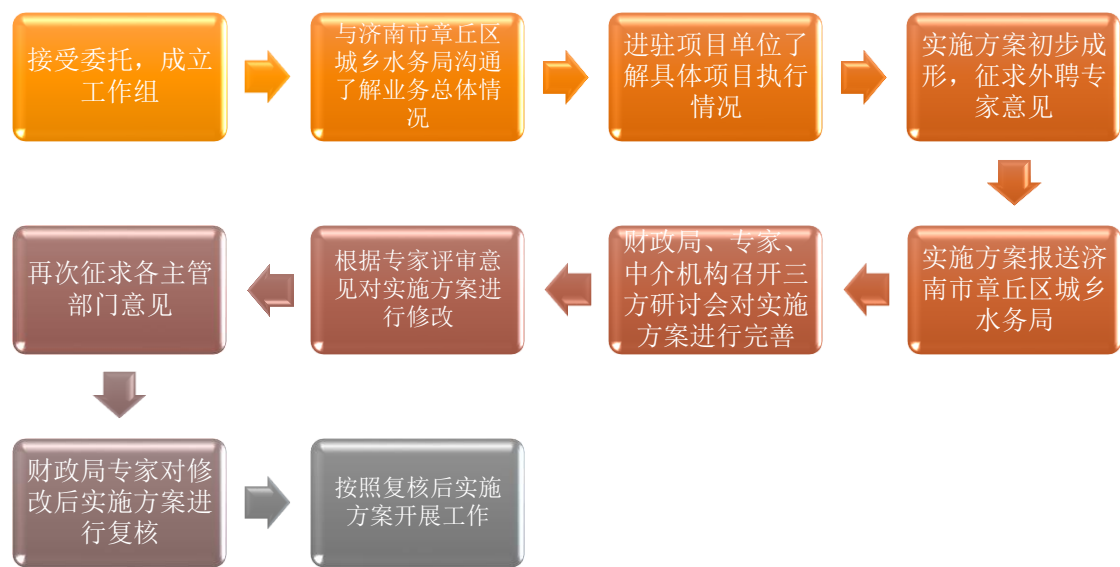 接受委托，成立
工作组
与济南市章丘区
城乡水务局沟通
了解业务总体情
况
进驻项目单位了
解具体项目执行
情况
实施方案初步成
形，征求外聘专
家意见
实施方案报送济
南市章丘区城乡
水务局
财政局、专家、
中介机构召开三
方研讨会对实施
方案进行完善
根据专家评审意
见对实施方案进
行修改
再次征求各主管
部门意见
财政局专家对修
改后实施方案进
行复核
按照复核后实施
方案开展工作